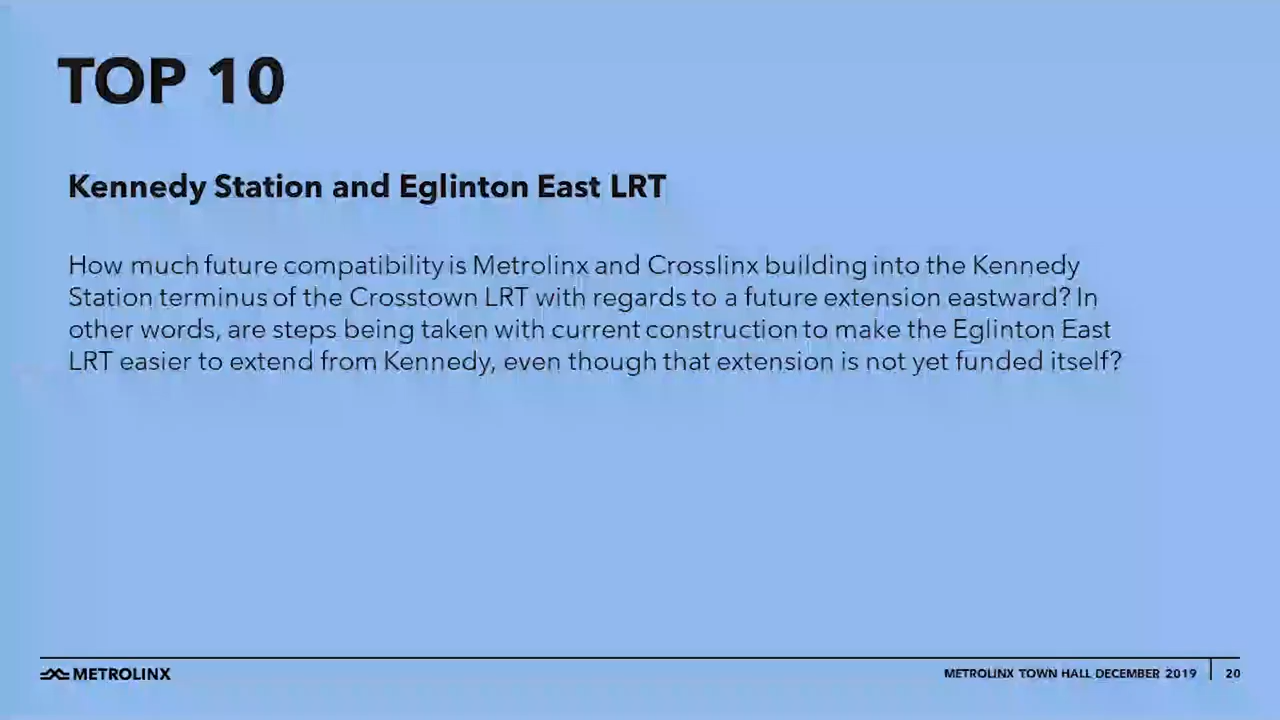 TOP 10
Kennedy Station and Eglinton East LRT
How much future compatibility is Metrolinx and Crosslinx building into the Kennedy
Station terminus of the Crosstown LRT with regards to a future extension eastward? In
other words, are steps being taken with current construction to make the Eglinton East
LRT easier to extend from Kennedy, even though that extension is not yet funded itself?
METROLINX
METROLINX TOWN HALL DECEMBER 2019 20